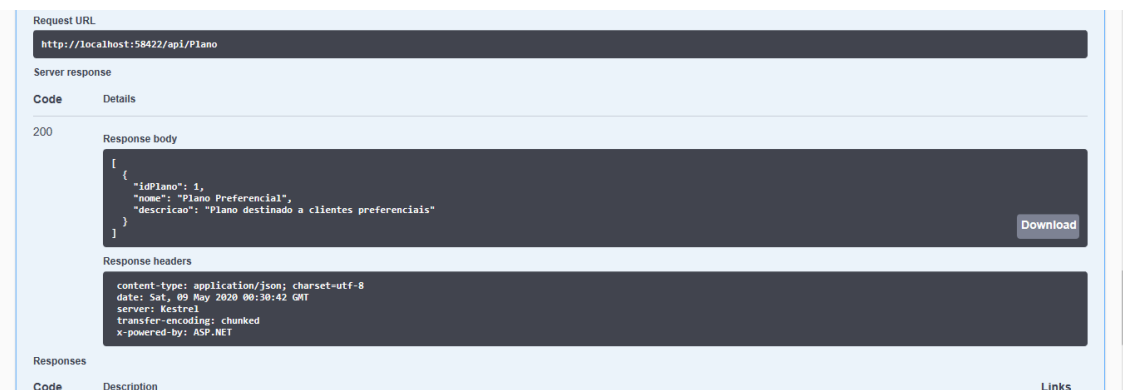 Request URL
http://localhost:58422/api/Plano
Server response
Code Details
200
Response body
[
  {
    "idPlano": 1,
    "nome": "Plano Preferencial",
    "descricao": "Plano destinado a clientes preferenciais"
  }
]
Download
Response headers
content-type: application/json; charset=utf-8
date: Sat, 09 May 2020 00:30:42 GMT
server: Kestrel
transfer-encoding: chunked
x-powered-by: ASP.NET
Responses
Code Description Links